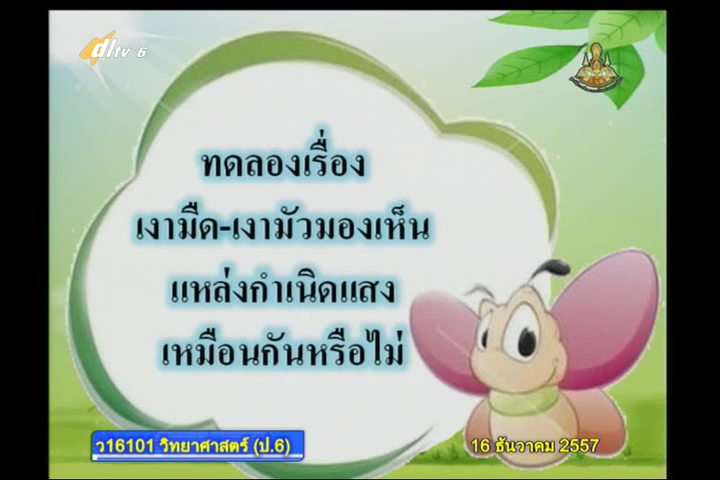 dltv 6
ทดลองเรื่อง
เงามืด-เงามัวมองเห็น
แหล่งกำเนิดแสง
เหมือนกันหรือไม่
ว16101 วิทยาศาสตร์ (ป.6)
16 ธันวาคม 2557